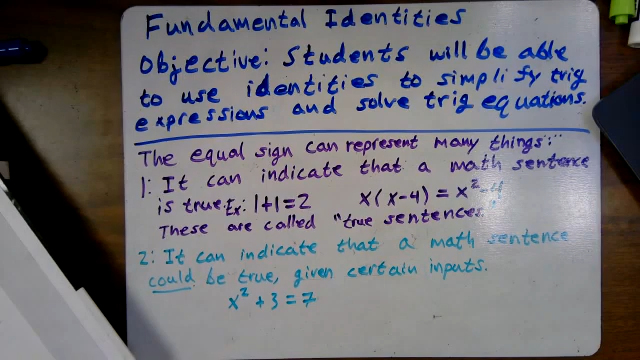 Fundamental Identities
Objective: Students will be able
to use identities to simplify trig
expressions and solve trig equations.
The equal sign can represent many things:
1: It can indicate that a math sentence
is true. Ex: 1+1=2 x(x-4) = x²-4
These are called "true sentences."
2: It can indicate that a math sentence
could be true, given certain inputs.
x² + 3 = 7